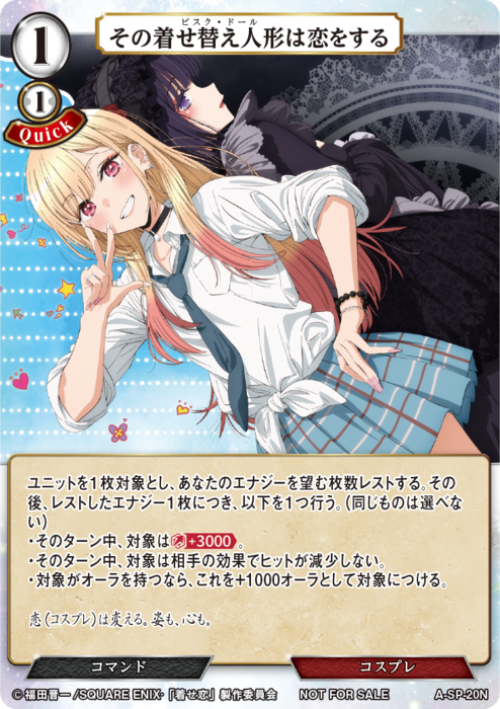 1
ビスク・ドール
その着せ替え人形は恋をする
1
Quick
ユニットを1枚対象とし、あなたのエナジーを望む枚数レストする。その
後、レストしたエナジー1枚につき、以下を1つ行う。(同じものは選べな
い)
・そのターン中、対象は+3000。
・そのターン中、対象は相手の効果でヒットが減少しない。
・対象がオーラを持つなら、これを+1000オーラとして対象につける。
恋(コスプレ)は変える。姿も、心も。
コマンド
コスプレ
©福田晋一/SQUARE ENIX・「着せ恋」製作委員会 NOT FOR SALE A-SP-20N